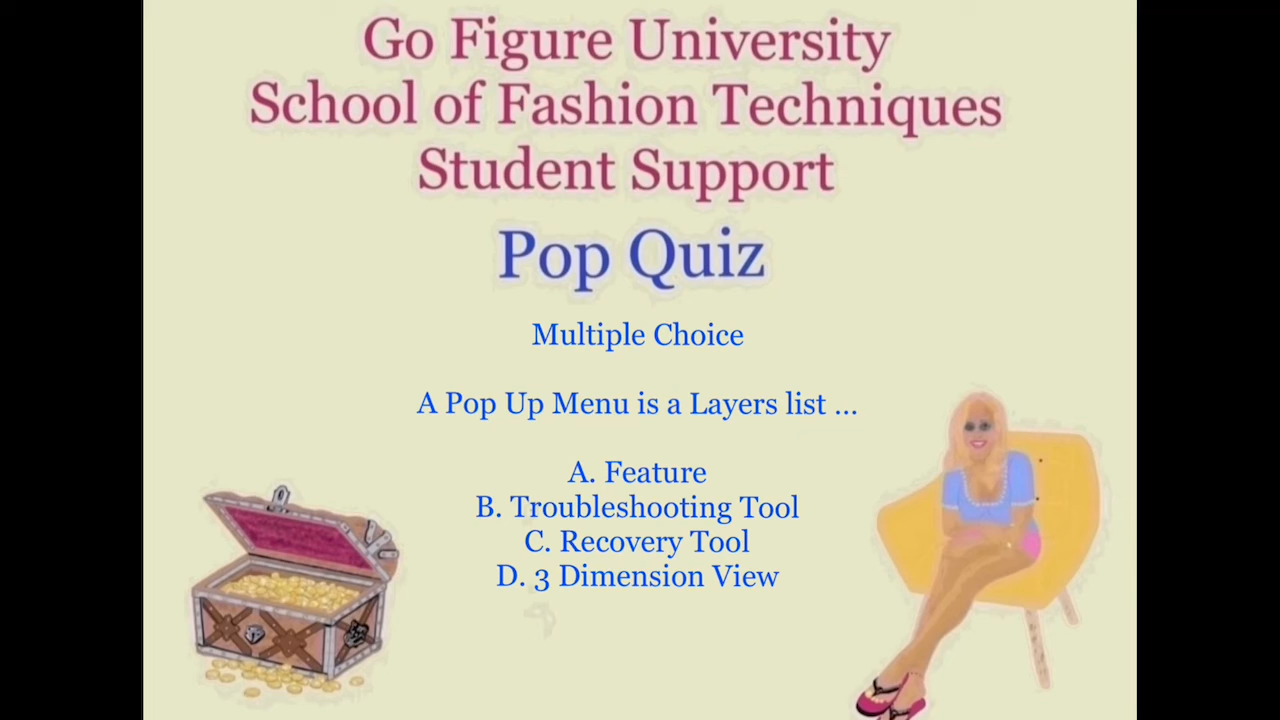 Go Figure University
School of Fashion Techniques
Student Support
Pop Quiz
Multiple Choice
A Pop Up Menu is a Layers list ...
A. Feature
B. Troubleshooting Tool
C. Recovery Tool
D. 3 Dimension View